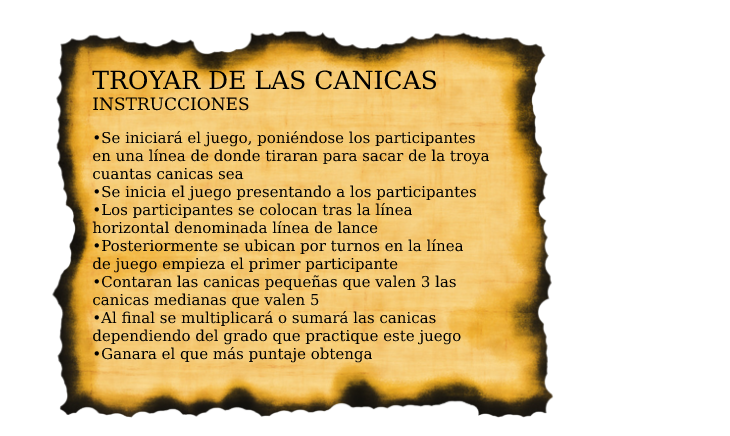 TROYAR DE LAS CANICAS
INSTRUCCIONES
•Se iniciará el juego, poniéndose los participantes
en una línea de donde tiraran para sacar de la troya
cuantas canicas sea
•Se inicia el juego presentando a los participantes
•Los participantes se colocan tras la línea
horizontal denominada línea de lance
•Posteriormente se ubican por turnos en la línea
de juego empieza el primer participante
•Contaran las canicas pequeñas que valen 3 las
canicas medianas que valen 5
•Al final se multiplicará o sumará las canicas
dependiendo del grado que practique este juego
•Ganara el que más puntaje obtenga